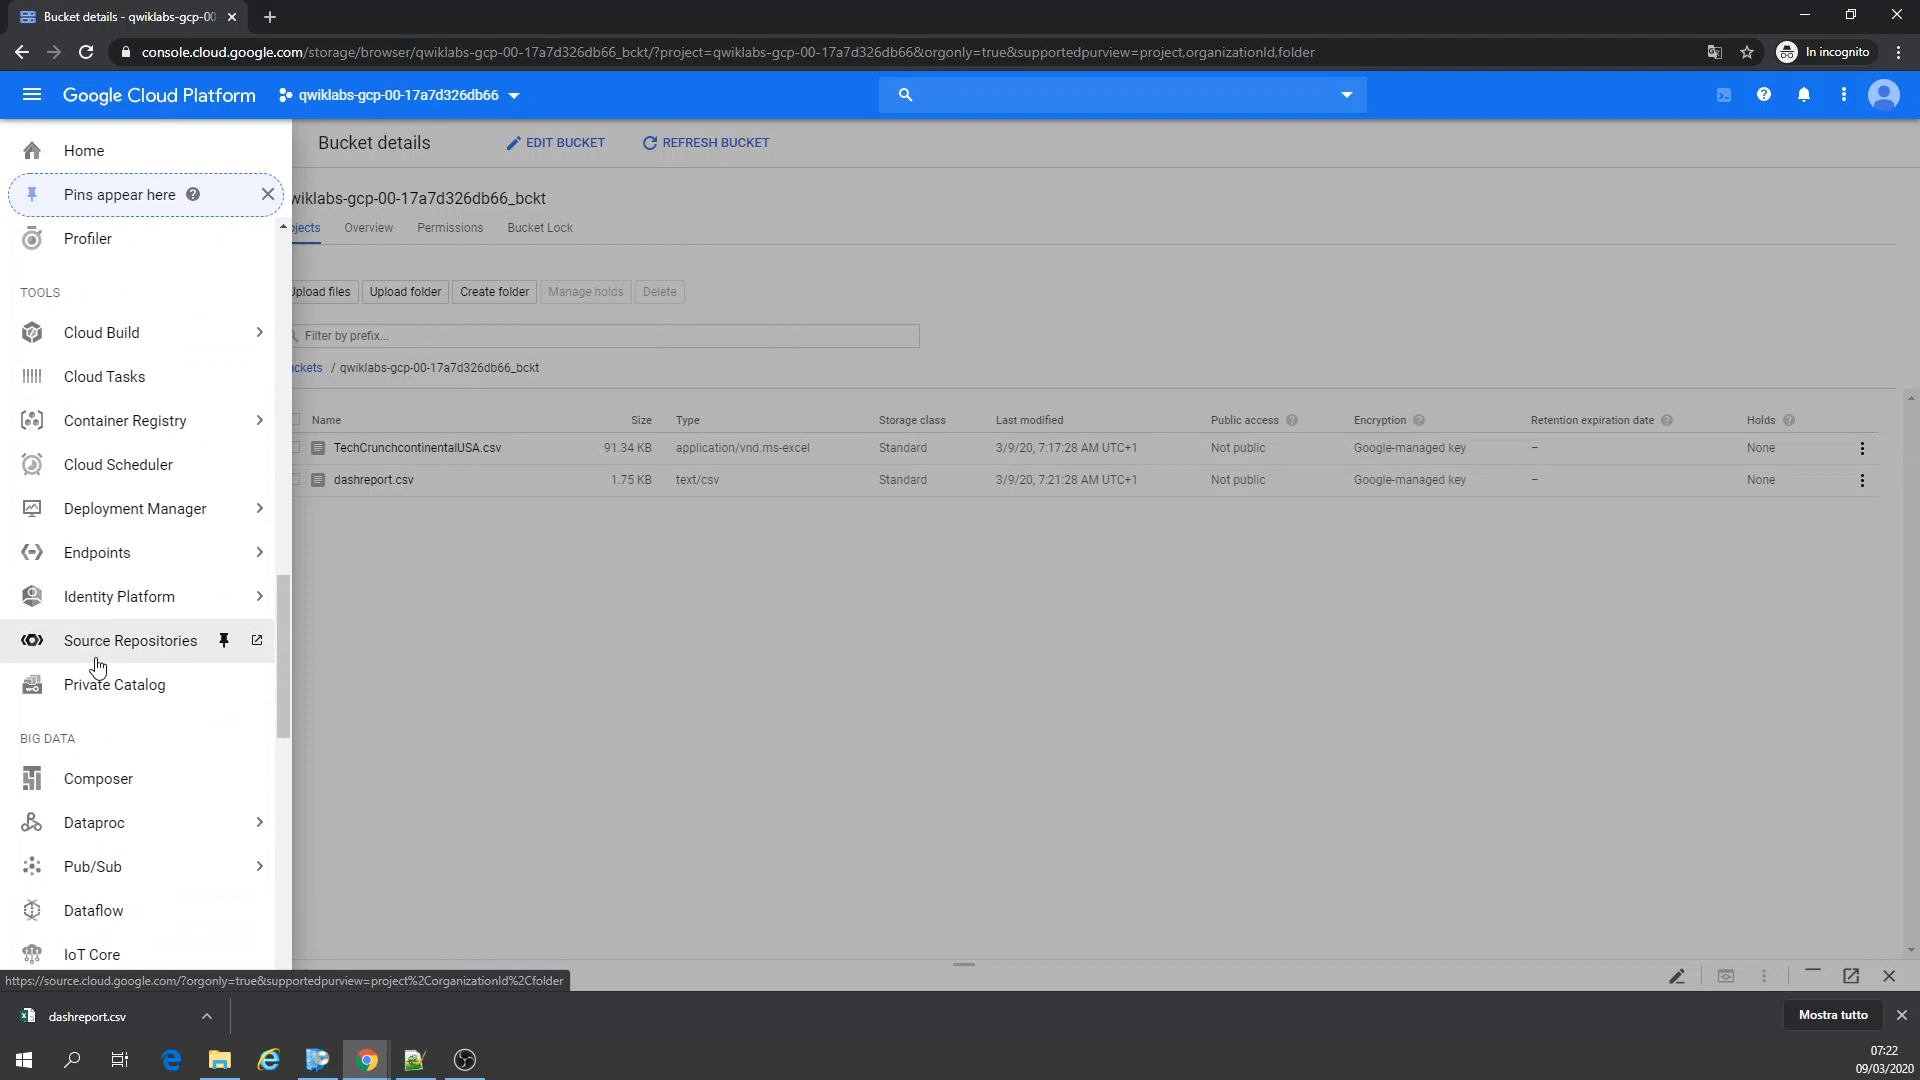 Bucket details - qwiklabs-gcp-00
console.cloud.google.com/storage/browser/qwiklabs-gcp-00-17a7d326db66_bckt/?project=qwiklabs-gcp-00-17a7d326db66&orgonly=true&supportedpurview=project,organizationId,folder
In incognito
Google Cloud Platform
qwiklabs-gcp-00-17a7d326db66
Home
Pins appear here
Profiler
TOOLS
Cloud Build
Cloud Tasks
Container Registry
Cloud Scheduler
Deployment Manager
Endpoints
Identity Platform
Source Repositories
Private Catalog
BIG DATA
Composer
Dataproc
Pub/Sub
Dataflow
IoT Core
Bucket details EDIT BUCKET REFRESH BUCKET
wiklabs-gcp-00-17a7d326db66_bckt
jects Overview Permissions Bucket Lock
pload files Upload folder Create folder Manage holds Delete
Filter by prefix...
ckets / qwiklabs-gcp-00-17a7d326db66_bckt
Name Size Type Storage class Last modified Public access Encryption Retention expiration date Holds
TechCrunchcontinentalUSA.csv 91.34 KB application/vnd.ms-excel Standard 3/9/20, 7:17:28 AM UTC+1 Not public Google-managed key – None
dashreport.csv 1.75 KB text/csv Standard 3/9/20, 7:21:28 AM UTC+1 Not public Google-managed key – None
https://source.cloud.google.com/?orgonly=true&supportedpurview=project%2CorganizationId%2Cfolder
dashreport.csv
Mostra tutto
07:22
09/03/2020